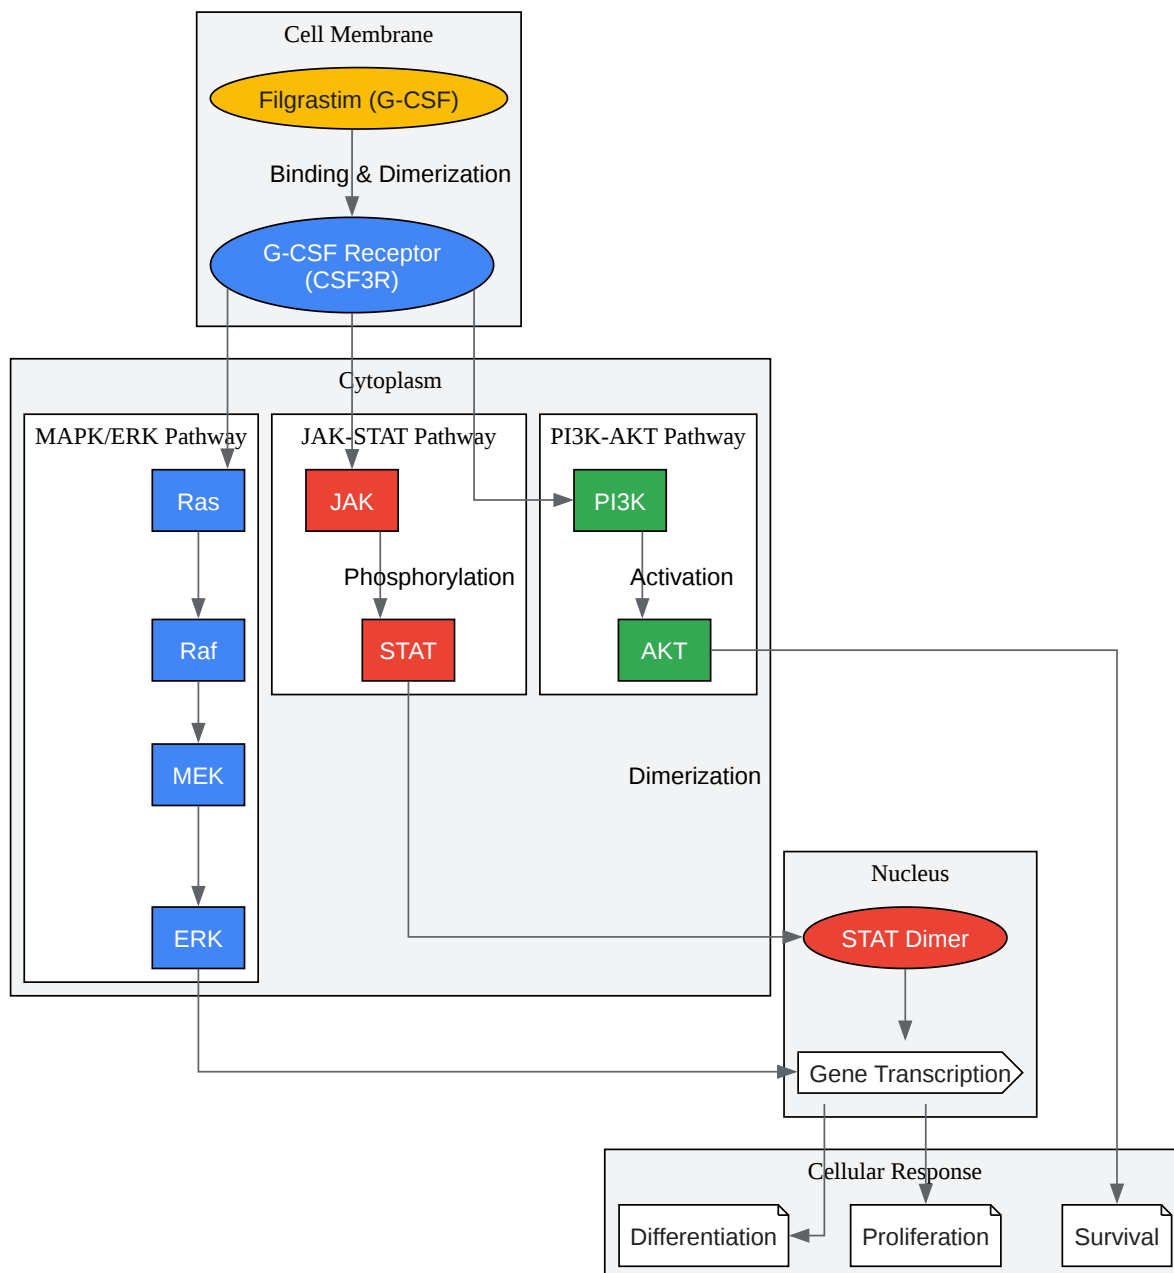 Cell Membrane
Filgrastim (G-CSF)
Binding & Dimerization
G-CSF Receptor
(CSF3R)
Cytoplasm
MAPK/ERK Pathway
JAK-STAT Pathway
PI3K-AKT Pathway
Ras
JAK
PI3K
Phosphorylation
Activation
Raf
STAT
AKT
MEK
Dimerization
Nucleus
ERK
STAT Dimer
Gene Transcription
Cellular Response
Differentiation
Proliferation
Survival